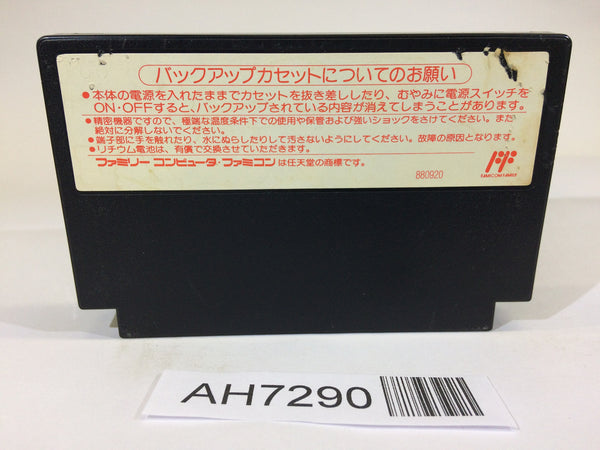 バックアップカセットについてのお願い
●本体の電源を入れたままでカセットを抜き差ししたり、むやみに電源スイッチを
ON・OFFすると、バックアップされている内容が消えてしまうことがあります。
●精密機器ですので、極端な温度条件下での使用や保管および強いショックをさけてください。また
絶対に分解しないでください。
●端子部に手を触れたり、水にぬらしたりして汚さないようにしてください。故障の原因となります。
●リチウム電池は、有償で交換させていただきます。
ファミリー コンピュータ・ファミコンは任天堂の商標です。
880920
FAMICOM FAMILY
AH7290